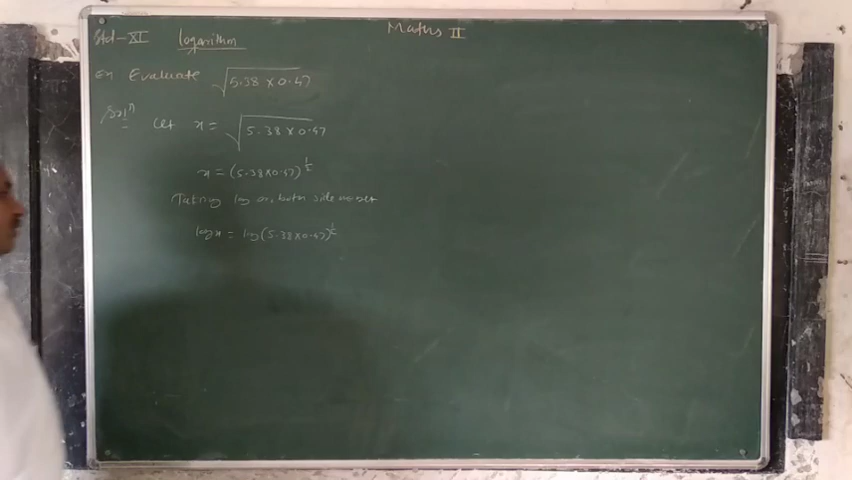 Maths II
Std-XI logarithm
Ex Evaluate √5.38 × 0.47
Solⁿ Let x = √5.38 × 0.47
x = (5.38×0.47)^½
Taking log on both side we get
log x = log (5.38×0.47)^½